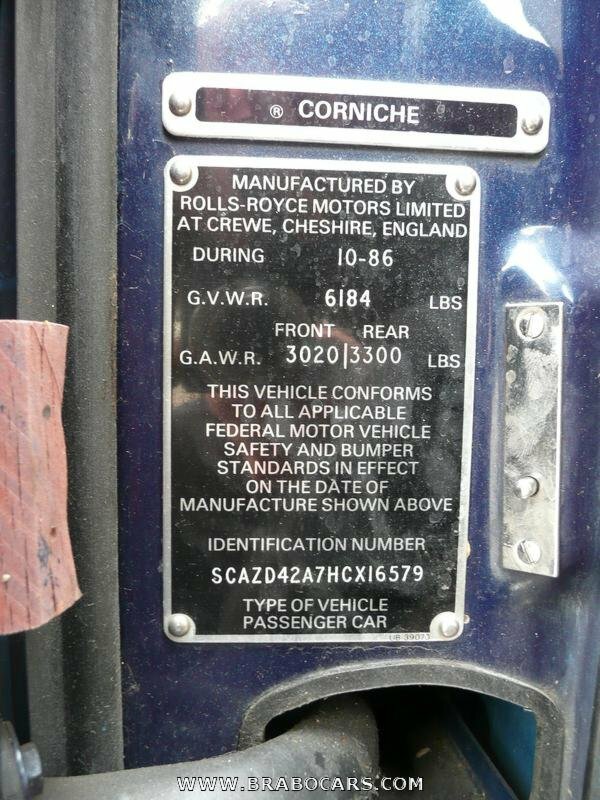 ® CORNICHE
MANUFACTURED BY
ROLLS-ROYCE MOTORS LIMITED
AT CREWE, CHESHIRE, ENGLAND
DURING 10-86
G.V.W.R. 6184 LBS
FRONT REAR
G.A.W.R. 3020|3300 LBS
THIS VEHICLE CONFORMS
TO ALL APPLICABLE
FEDERAL MOTOR VEHICLE
SAFETY AND BUMPER
STANDARDS IN EFFECT
ON THE DATE OF
MANUFACTURE SHOWN ABOVE
IDENTIFICATION NUMBER
SCAZD42A7HCX16579
TYPE OF VEHICLE
PASSENGER CAR
UB 39073
WWW.BRABOCARS.COM